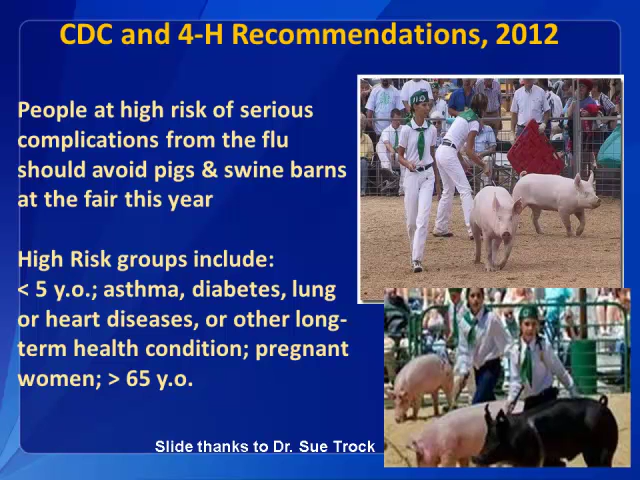 CDC and 4-H Recommendations, 2012
People at high risk of serious
complications from the flu
should avoid pigs & swine barns
at the fair this year
High Risk groups include:
< 5 y.o.; asthma, diabetes, lung
or heart diseases, or other long-
term health condition; pregnant
women; > 65 y.o.
Slide thanks to Dr. Sue Trock